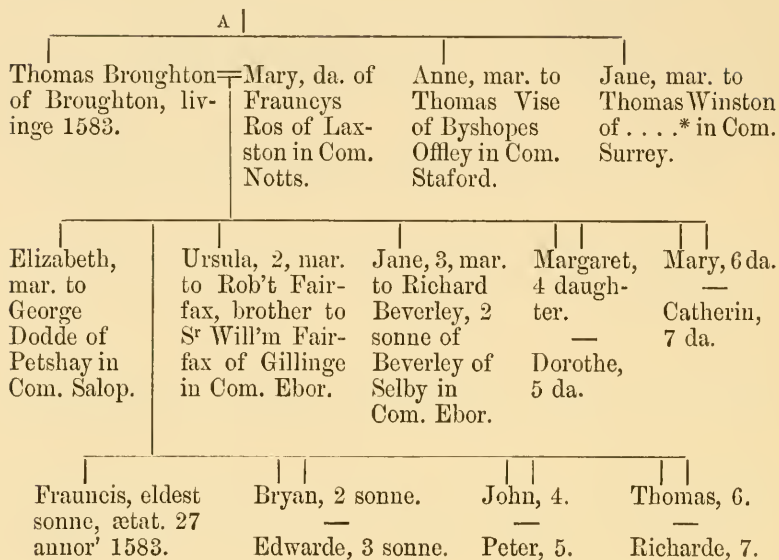 A
Thomas Broughton
of Broughton, liv-
inge 1583.
Mary, da. of
Frauncys
Ros of Lax-
ston in Com.
Notts.
Anne, mar. to
Thomas Vise
of Byshopes
Offley in Com.
Staford.
Jane, mar. to
Thomas Winston
of . . . .* in Com.
Surrey.
Elizabeth,
mar. to
George
Dodde of
Petshay in
Com. Salop.
Ursula, 2, mar.
to Rob't Fair-
fax, brother to
Sʳ Will'm Fair-
fax of Gillinge
in Com. Ebor.
Jane, 3, mar.
to Richard
Beverley, 2
sonne of
Beverley of
Selby in
Com. Ebor.
Margaret,
4 daugh-
ter.
—
Dorothe,
5 da.
Mary, 6 da.
—
Catherin,
7 da.
Frauncis, eldest
sonne, ætat. 27
annor' 1583.
Bryan, 2 sonne.
—
Edwarde, 3 sonne.
John, 4.
—
Peter, 5.
Thomas, 6.
—
Richarde, 7.